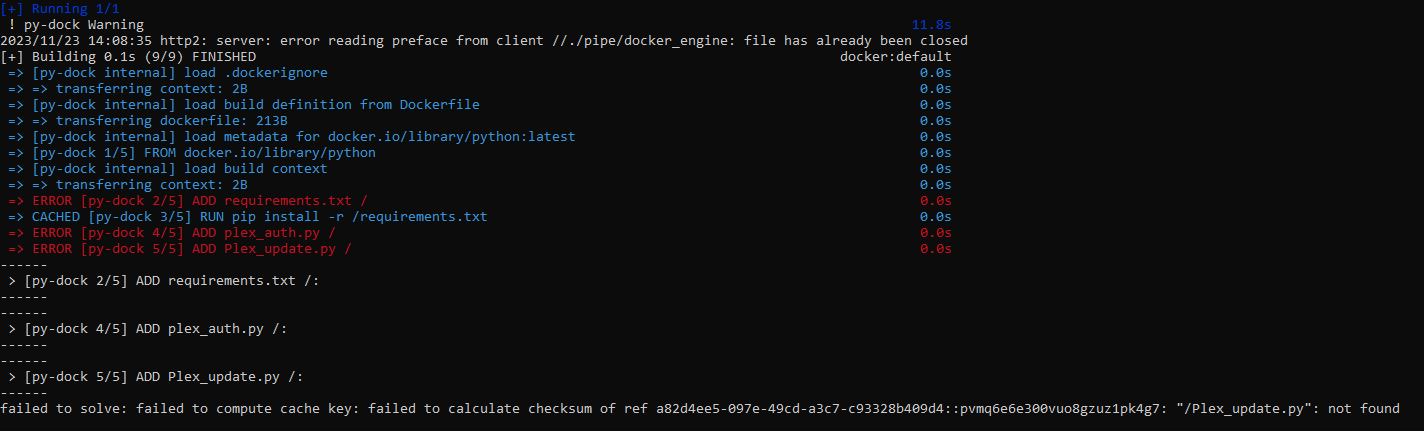 [+] Running 1/1
! py-dock Warning 11.8s
2023/11/23 14:08:35 http2: server: error reading preface from client //./pipe/docker_engine: file has already been closed
[+] Building 0.1s (9/9) FINISHED docker:default
=> [py-dock internal] load .dockerignore 0.0s
=> => transferring context: 2B 0.0s
=> [py-dock internal] load build definition from Dockerfile 0.0s
=> => transferring dockerfile: 213B 0.0s
=> [py-dock internal] load metadata for docker.io/library/python:latest 0.0s
=> [py-dock 1/5] FROM docker.io/library/python 0.0s
=> [py-dock internal] load build context 0.0s
=> => transferring context: 2B 0.0s
=> ERROR [py-dock 2/5] ADD requirements.txt / 0.0s
=> CACHED [py-dock 3/5] RUN pip install -r /requirements.txt 0.0s
=> ERROR [py-dock 4/5] ADD plex_auth.py / 0.0s
=> ERROR [py-dock 5/5] ADD Plex_update.py / 0.0s
------
> [py-dock 2/5] ADD requirements.txt /:
------
------
> [py-dock 4/5] ADD plex_auth.py /:
------
------
> [py-dock 5/5] ADD Plex_update.py /:
------
failed to solve: failed to compute cache key: failed to calculate checksum of ref a82d4ee5-097e-49cd-a3c7-c93328b409d4::pvmq6e6e300vuo8gzuz1pk4g7: "/Plex_update.py": not found